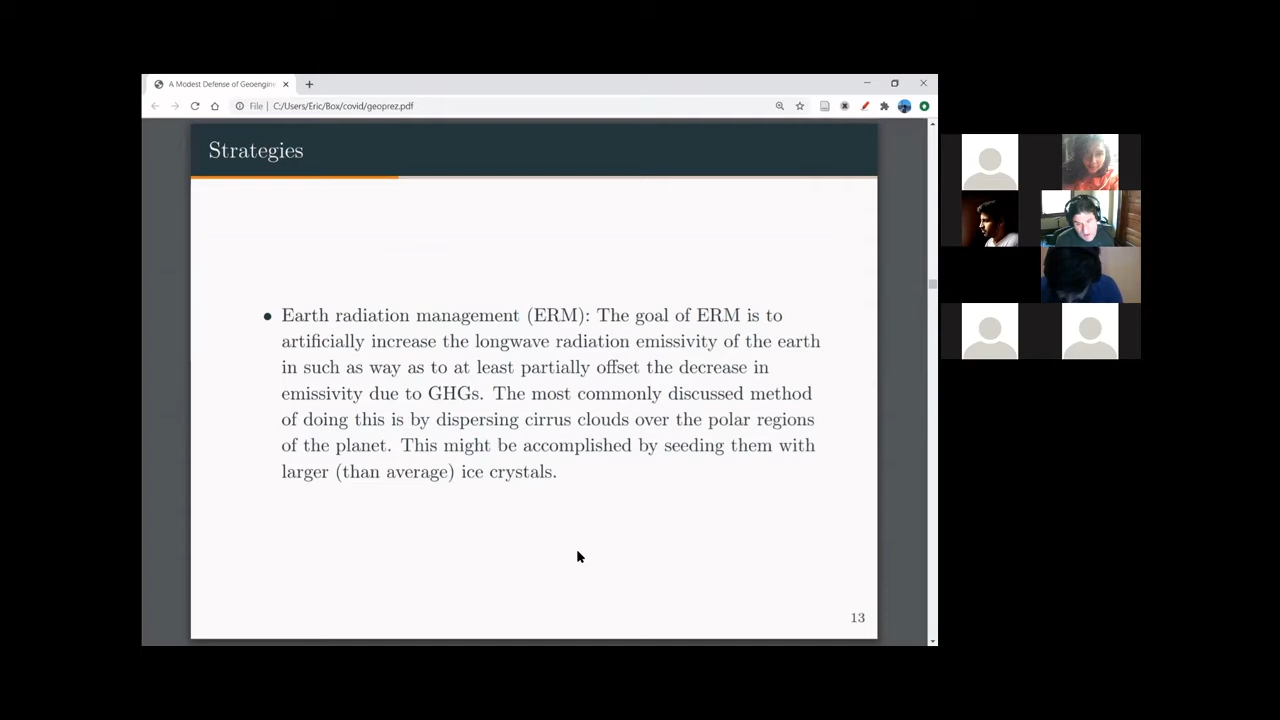 A Modest Defense of Geoengine
File | C:/Users/Eric/Box/covid/geoprez.pdf
Strategies
• Earth radiation management (ERM): The goal of ERM is to
artificially increase the longwave radiation emissivity of the earth
in such as way as to at least partially offset the decrease in
emissivity due to GHGs. The most commonly discussed method
of doing this is by dispersing cirrus clouds over the polar regions
of the planet. This might be accomplished by seeding them with
larger (than average) ice crystals.
13